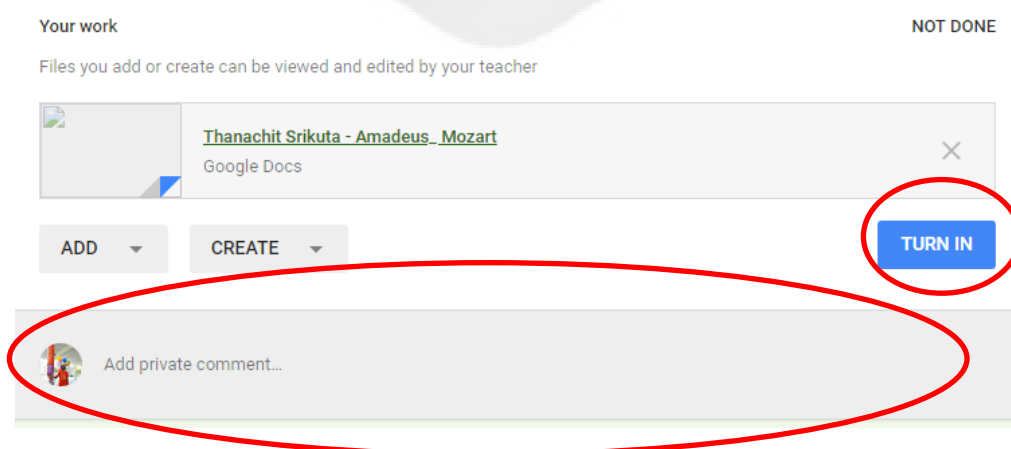 Your work NOT DONE
Files you add or create can be viewed and edited by your teacher
Thanachit Srikuta - Amadeus_ Mozart
Google Docs
ADD CREATE TURN IN
Add private comment...